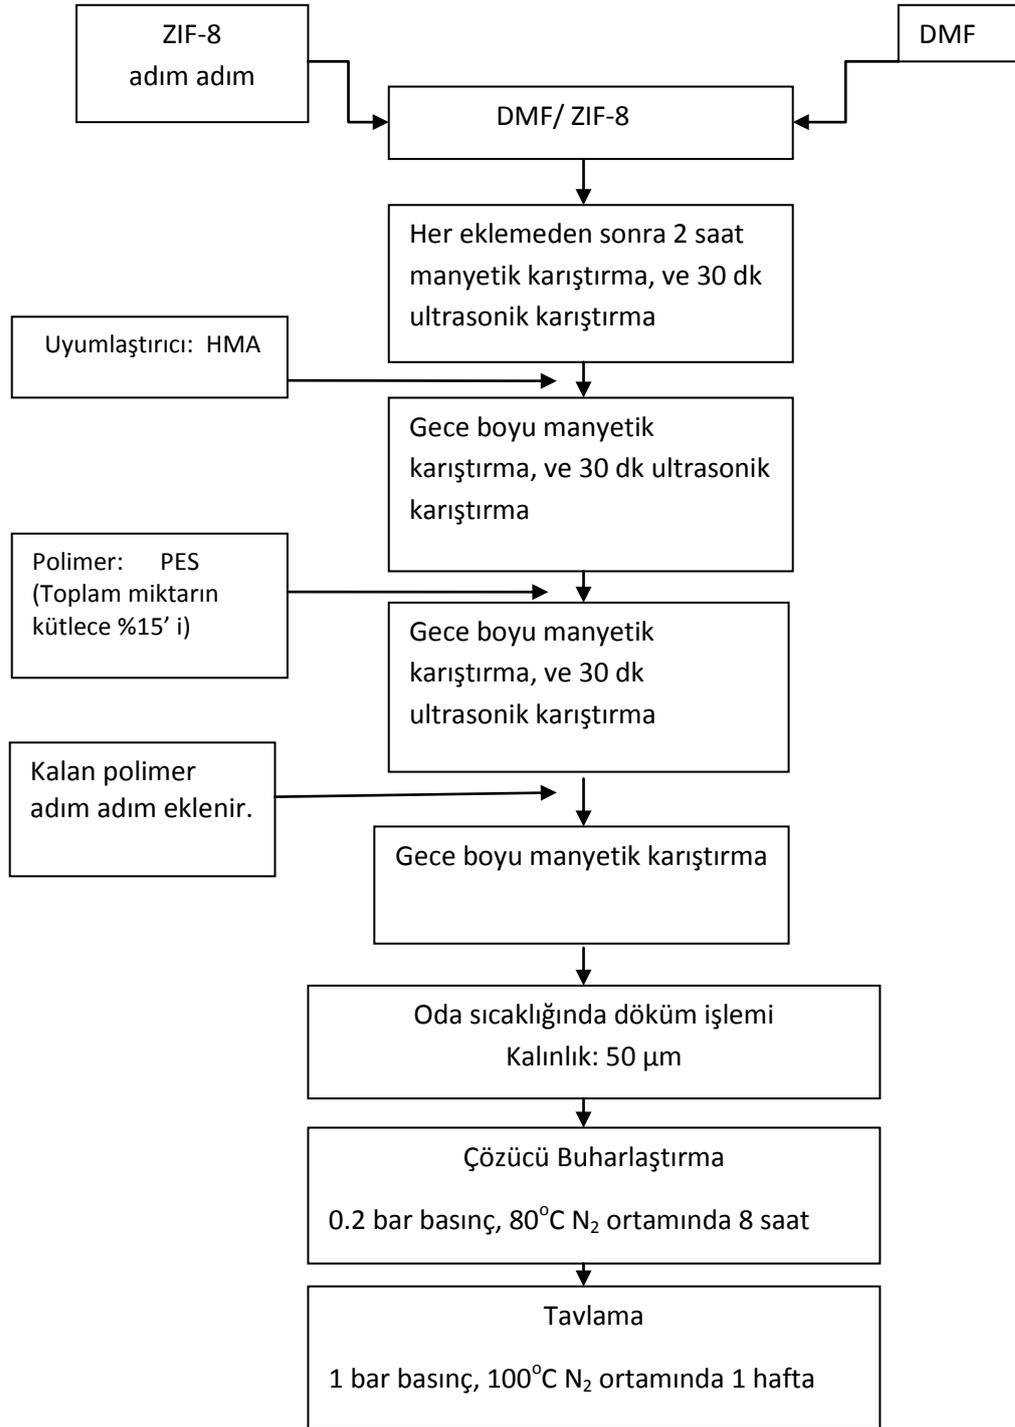 ZIF-8
adım adım
DMF
DMF/ ZIF-8
Her eklemeden sonra 2 saat
manyetik karıştırma, ve 30 dk
ultrasonik karıştırma
Uyumlaştırıcı: HMA
Gece boyu manyetik
karıştırma, ve 30 dk ultrasonik
karıştırma
Polimer: PES
(Toplam miktarın
kütlece %15’ i)
Gece boyu manyetik
karıştırma, ve 30 dk
ultrasonik karıştırma
Kalan polimer
adım adım eklenir.
Gece boyu manyetik karıştırma
Oda sıcaklığında döküm işlemi
Kalınlık: 50 µm
Çözücü Buharlaştırma
0.2 bar basınç, 80°C N₂ ortamında 8 saat
Tavlama
1 bar basınç, 100°C N₂ ortamında 1 hafta